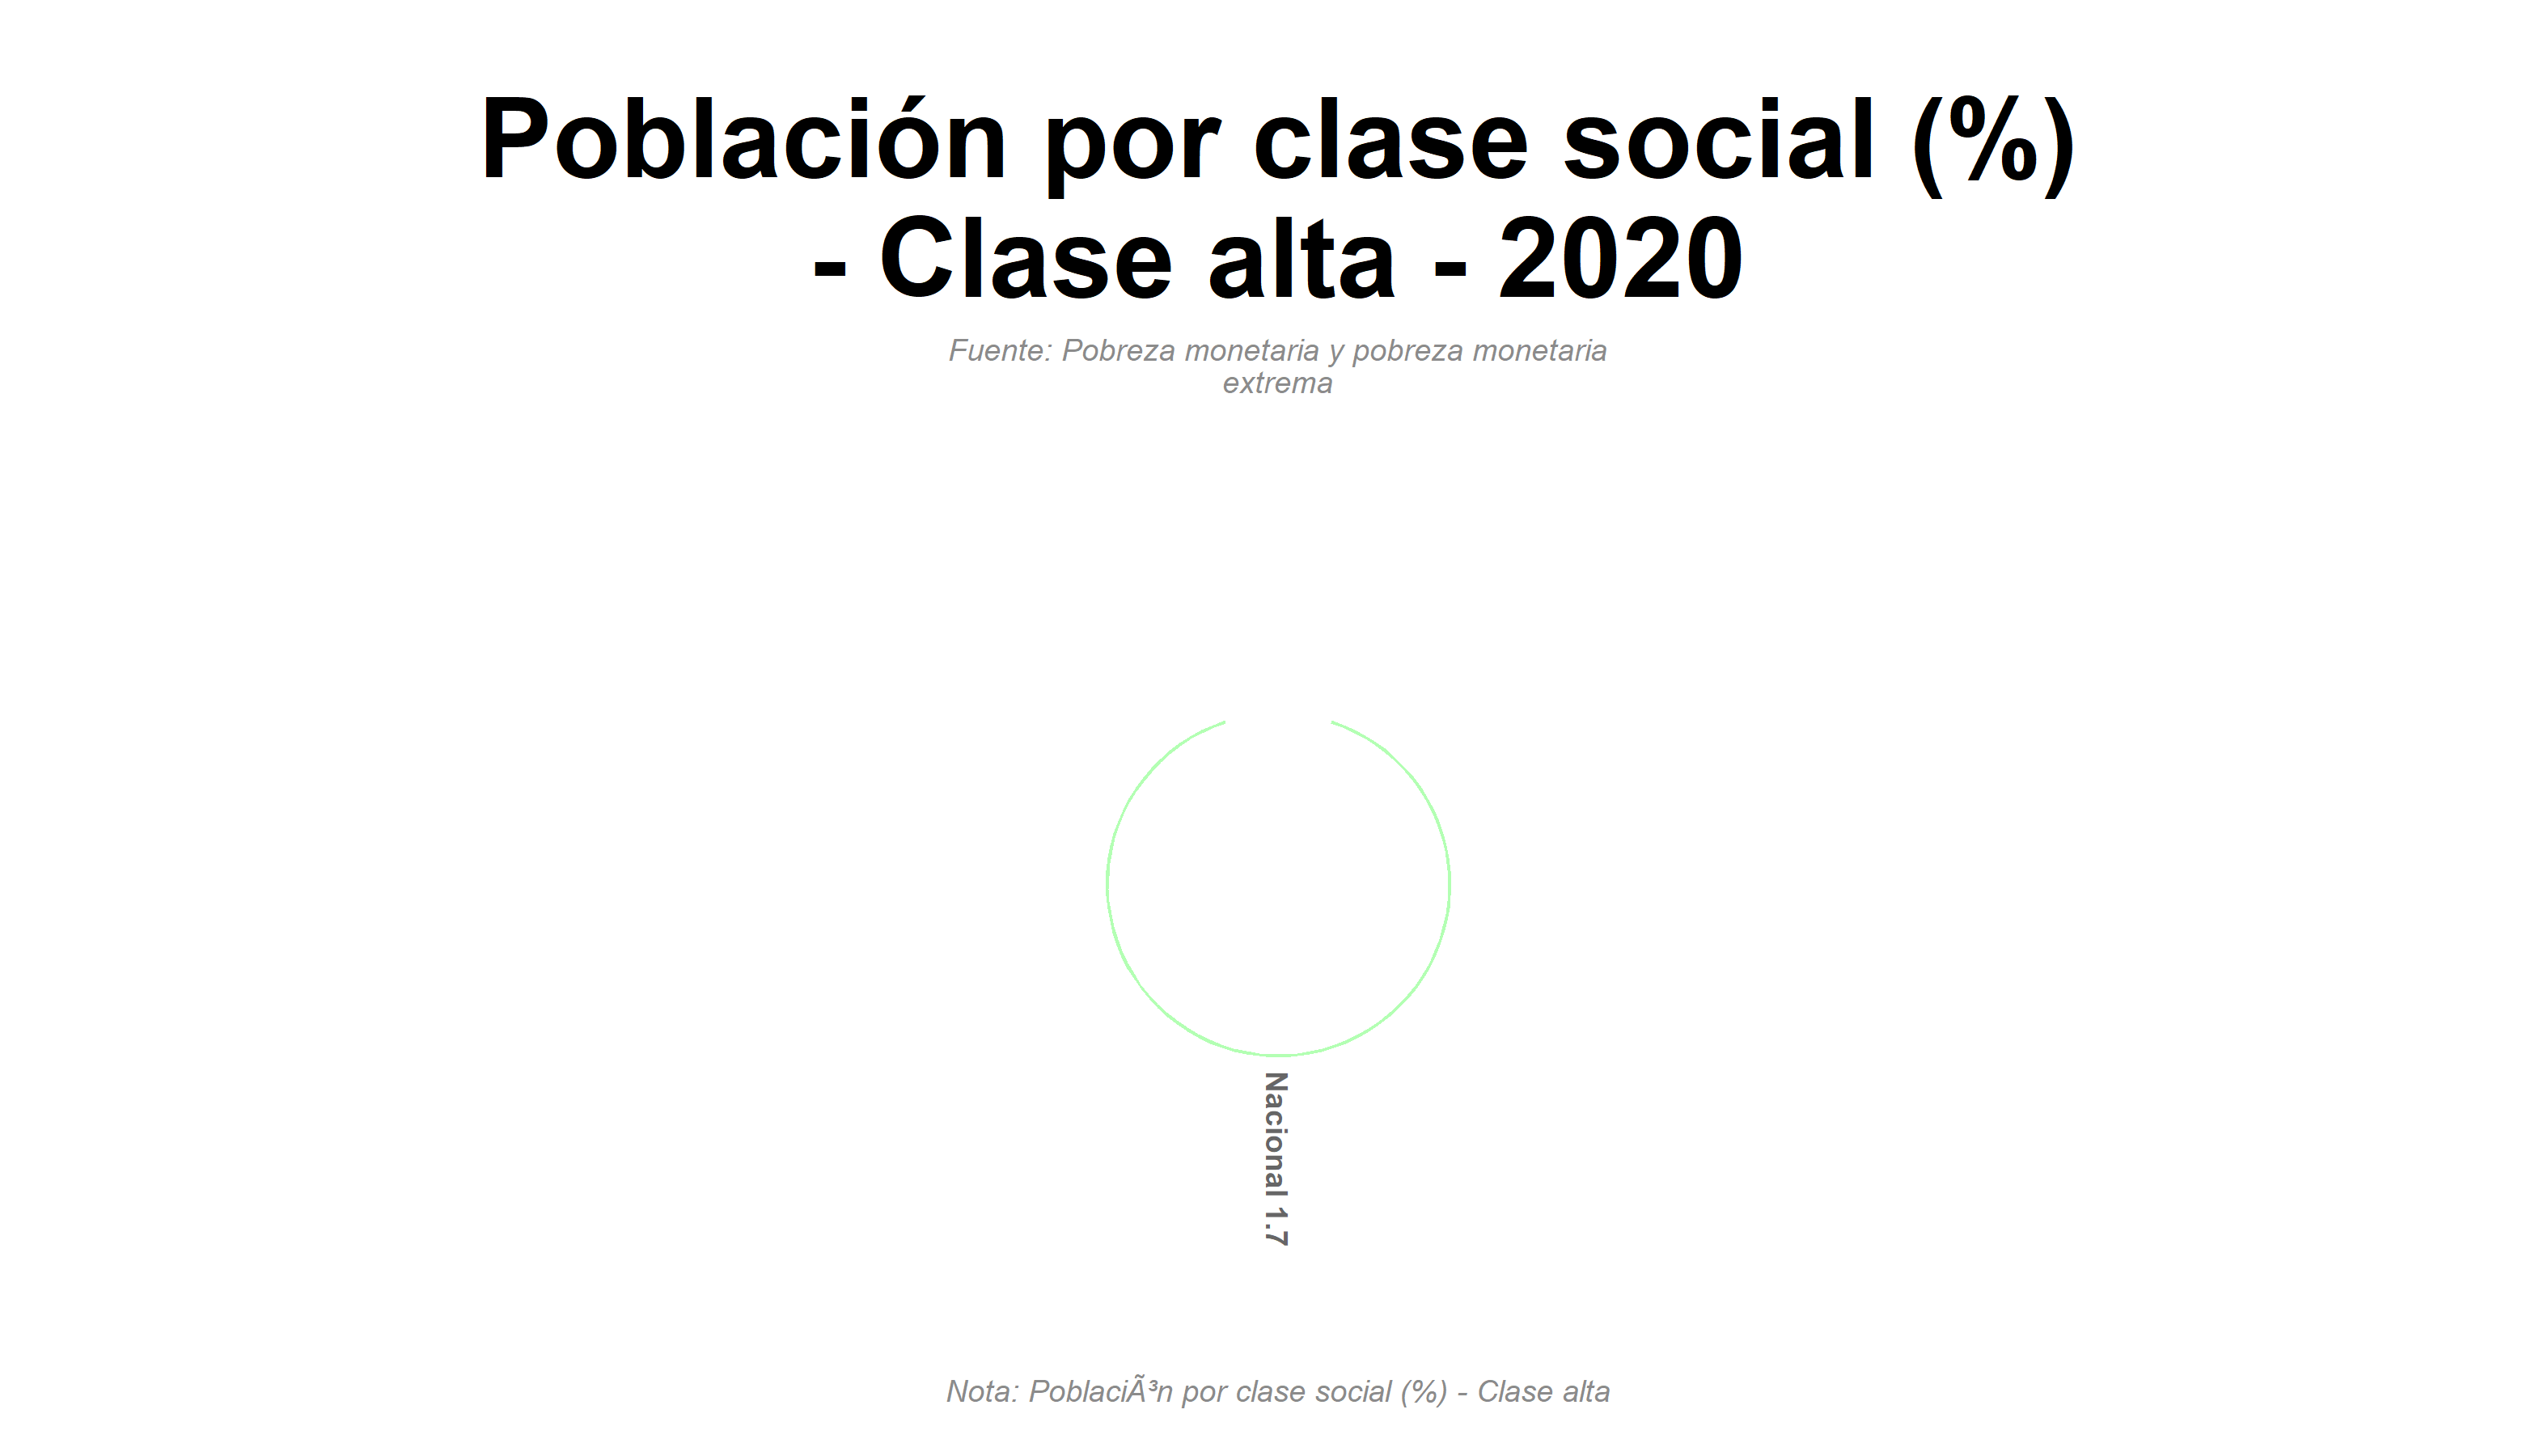 Población por clase social (%)
- Clase alta - 2020
Fuente: Pobreza monetaria y pobreza monetaria
extrema
Nacional 1.7
Nota: PoblaciÃ³n por clase social (%) - Clase alta